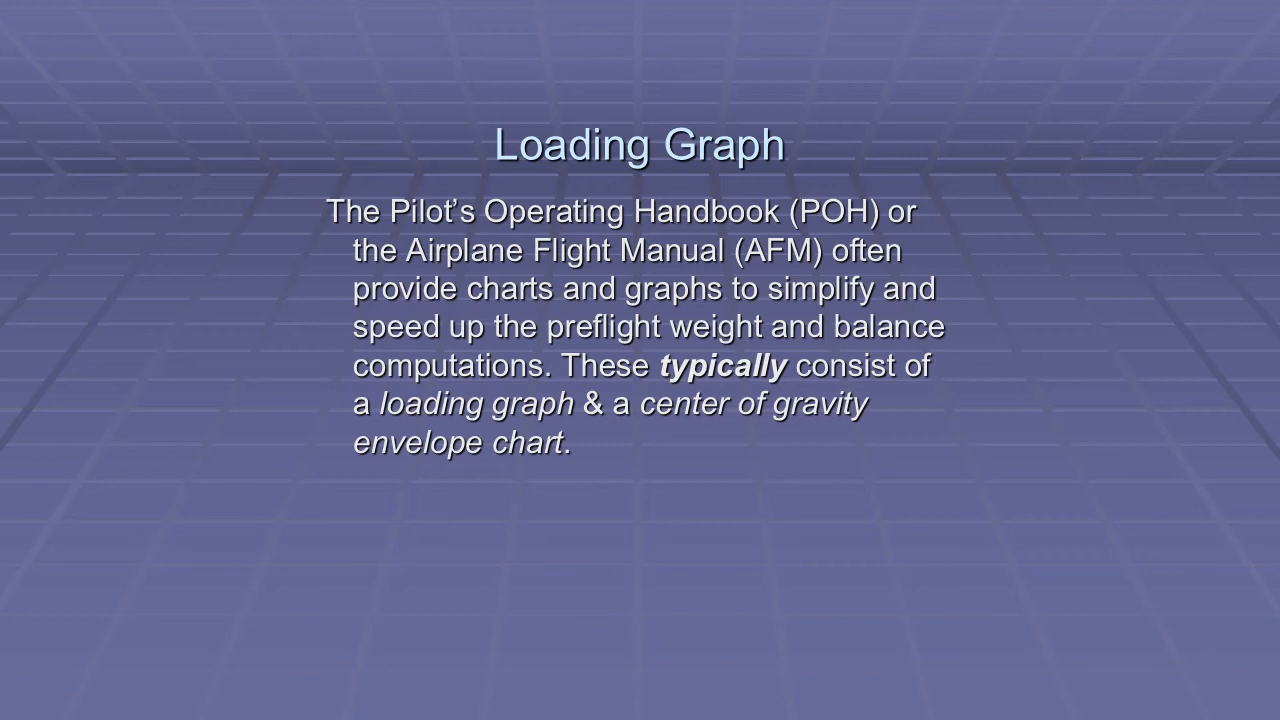 Loading Graph
The Pilot’s Operating Handbook (POH) or
the Airplane Flight Manual (AFM) often
provide charts and graphs to simplify and
speed up the preflight weight and balance
computations. These typically consist of
a loading graph & a center of gravity
envelope chart.